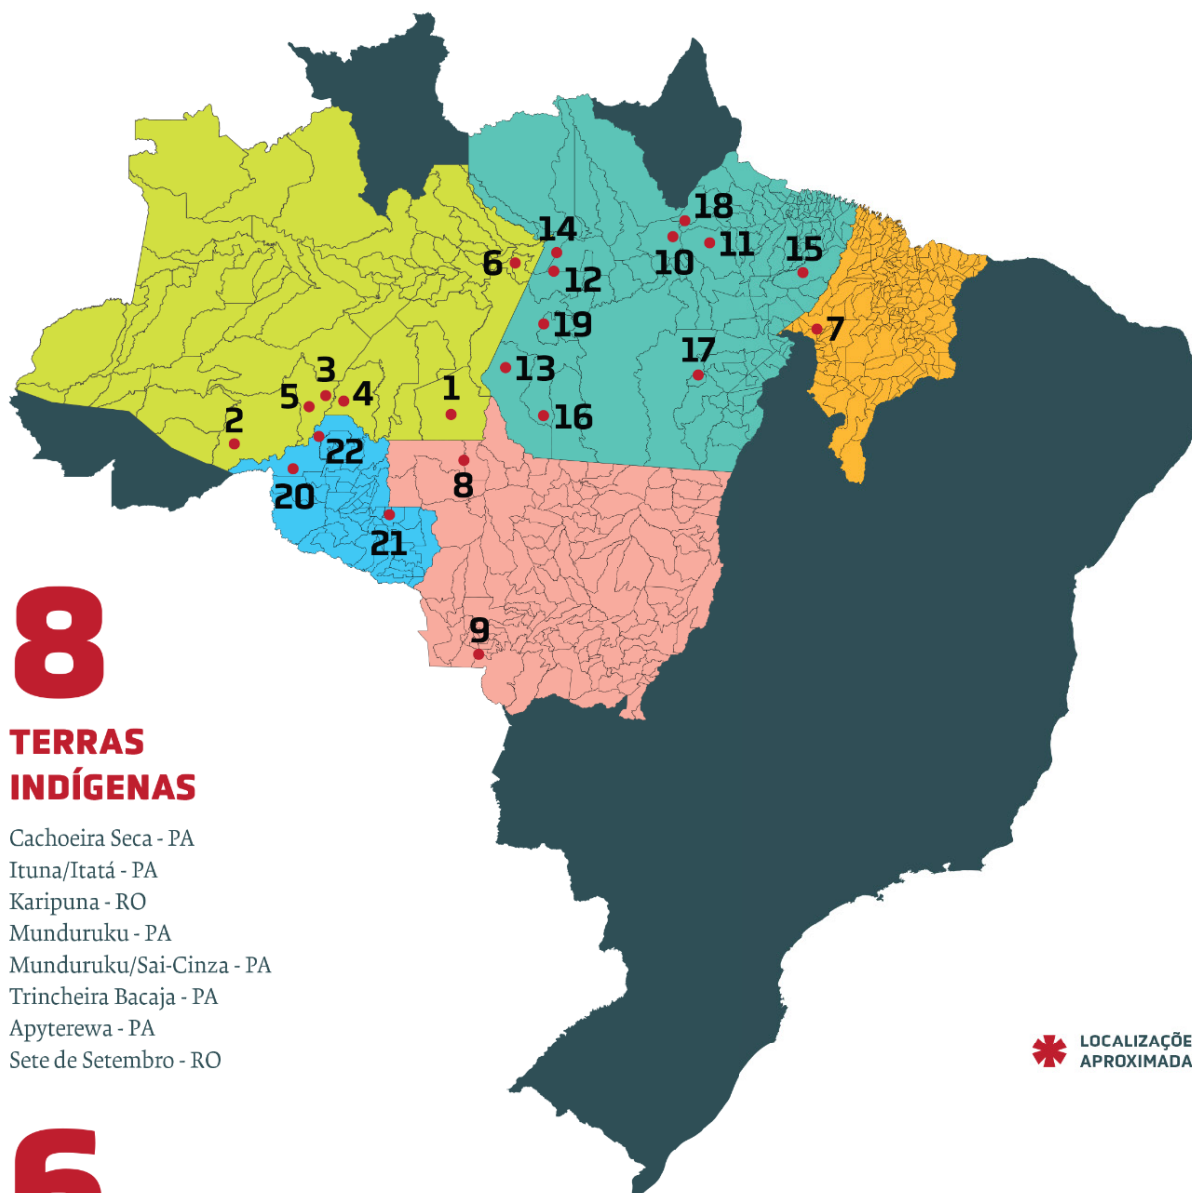 18
14
11
10
15
6
12
19
7
17
3
13
5
4
1
2
16
22
8
20
21
9
8
TERRAS
INDÍGENAS
Cachoeira Seca - PA
Ituna/Itatá - PA
Karipuna - RO
Munduruku - PA
Munduruku/Sai-Cinza - PA
Trincheira Bacaja - PA
Apyterewa - PA
Sete de Setembro - RO
LOCALIZAÇÕE
APROXIMADA